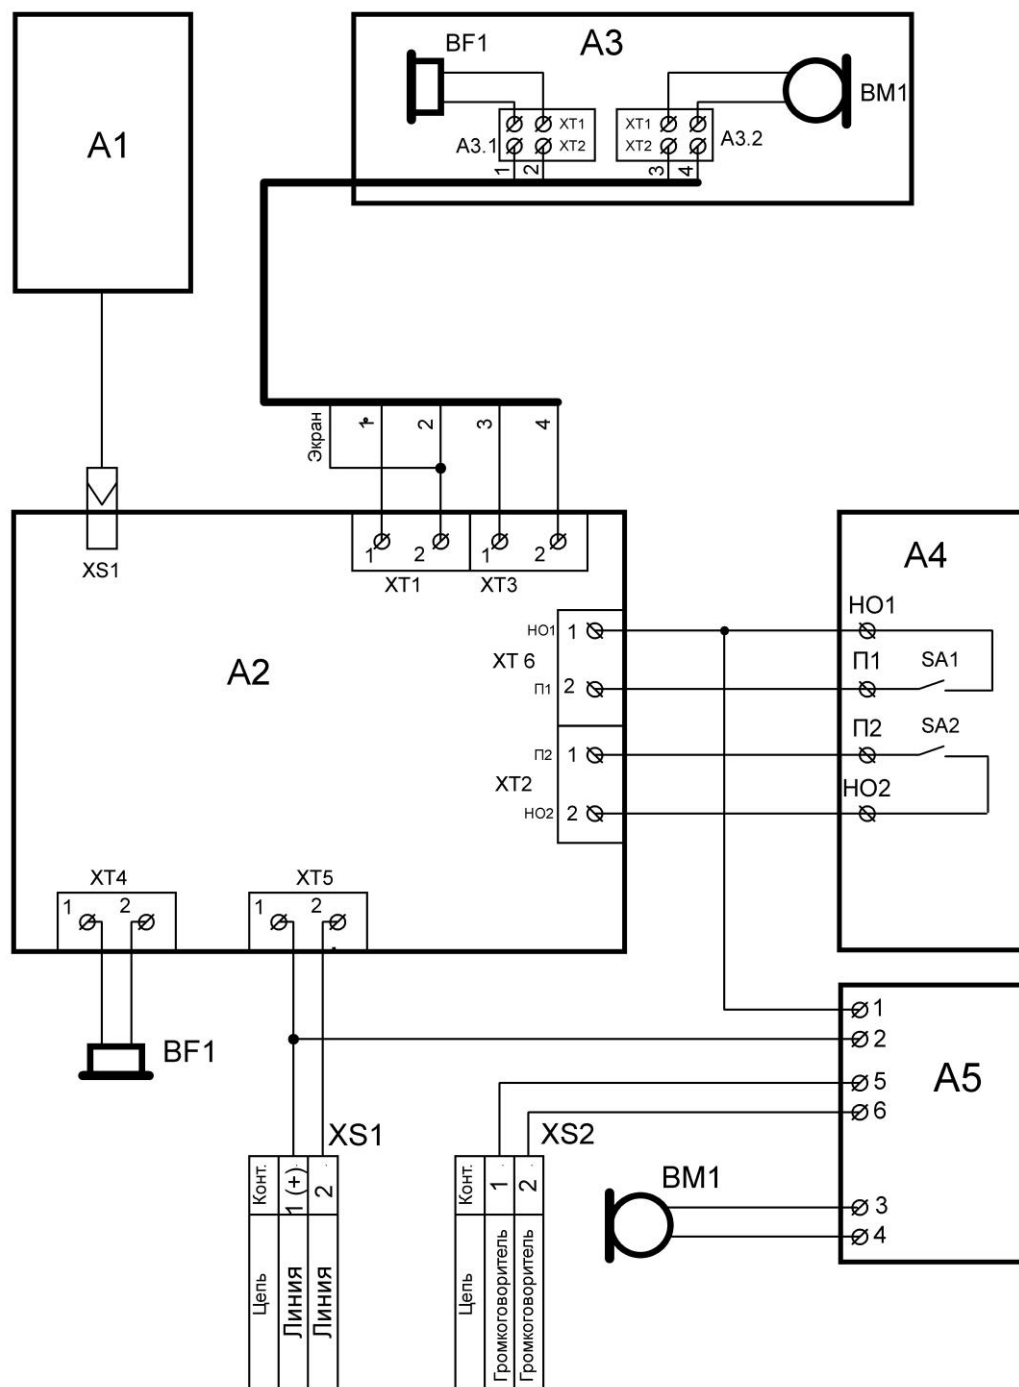 A1
A3
BF1
BM1
XT1
XT2
A3.1
XT1
XT2
A3.2
1
2
3
4
Экран
1
2
3
4
XS1
1
2
1
2
XT1
XT3
A2
A4
НО1
1
XT 6
П1
2
П2
1
XT2
НО2
2
НО1
П1
SA1
П2
SA2
НО2
XT4
1
2
XT5
1
2
BF1
1
2
5
6
3
4
A5
XS1
Конт.
1 (+)
2
Цепь
Линия
Линия
XS2
Конт.
1
2
Цепь
Громкоговоритель
Громкоговоритель
BM1